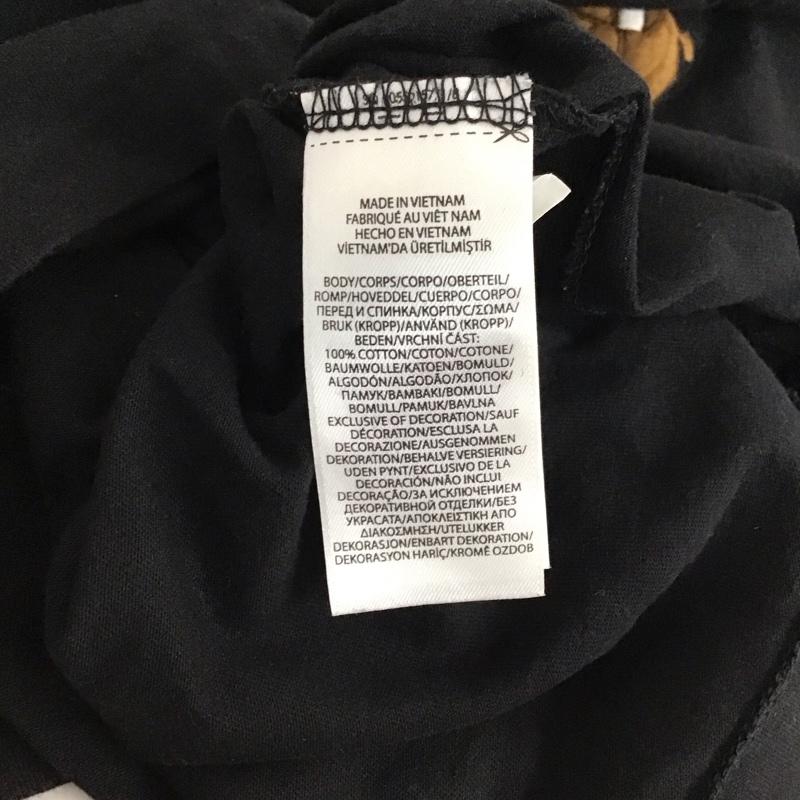 MADE IN VIETNAM
FABRIQUÉ AU VIÊT NAM
HECHO EN VIETNAM
VİETNAM'DA ÜRETİLMİŞTİR
BODY/CORPS/CORPO/OBERTEIL/
ROMP/HOVEDDEL/CUERPO/CORPO/
ПЕРЕД И СПИНКА/КОРПУС/ΣΩΜΑ/
BRUK (KROPP)/ANVÄND (KROPP)/
BEDEN/VRCHNÍ ČÁST:
100% COTTON/COTON/COTONE/
BAUMWOLLE/KATOEN/BOMULD/
ALGODÓN/ALGODÃO/ХЛОПОК/
ПАМУК/ΒΑΜΒΑΚΙ/BOMULL/
BOMULL/PAMUK/BAVLNA
EXCLUSIVE OF DECORATION/SAUF
DÉCORATION/ESCLUSA LA
DECORAZIONE/AUSGENOMMEN
DEKORATION/BEHALVE VERSIERING/
UDEN PYNT/EXCLUSIVO DE LA
DECORACIÓN/NÃO INCLUI
DECORAÇÃO/ЗА ИСКЛЮЧЕНИЕМ
ДЕКОРАТИВНОЙ ОТДЕЛКИ/БЕЗ
УКРАСАТА/ΑΠΟΚΛΕΙΣΤΙΚΗ ΑΠΟ
ΔΙΑΚΟΣΜΗΣΗ/UTELUKKER
DEKORASJON/ENBART DEKORATION/
DEKORASYON HARİÇ/KROMĚ OZDOB